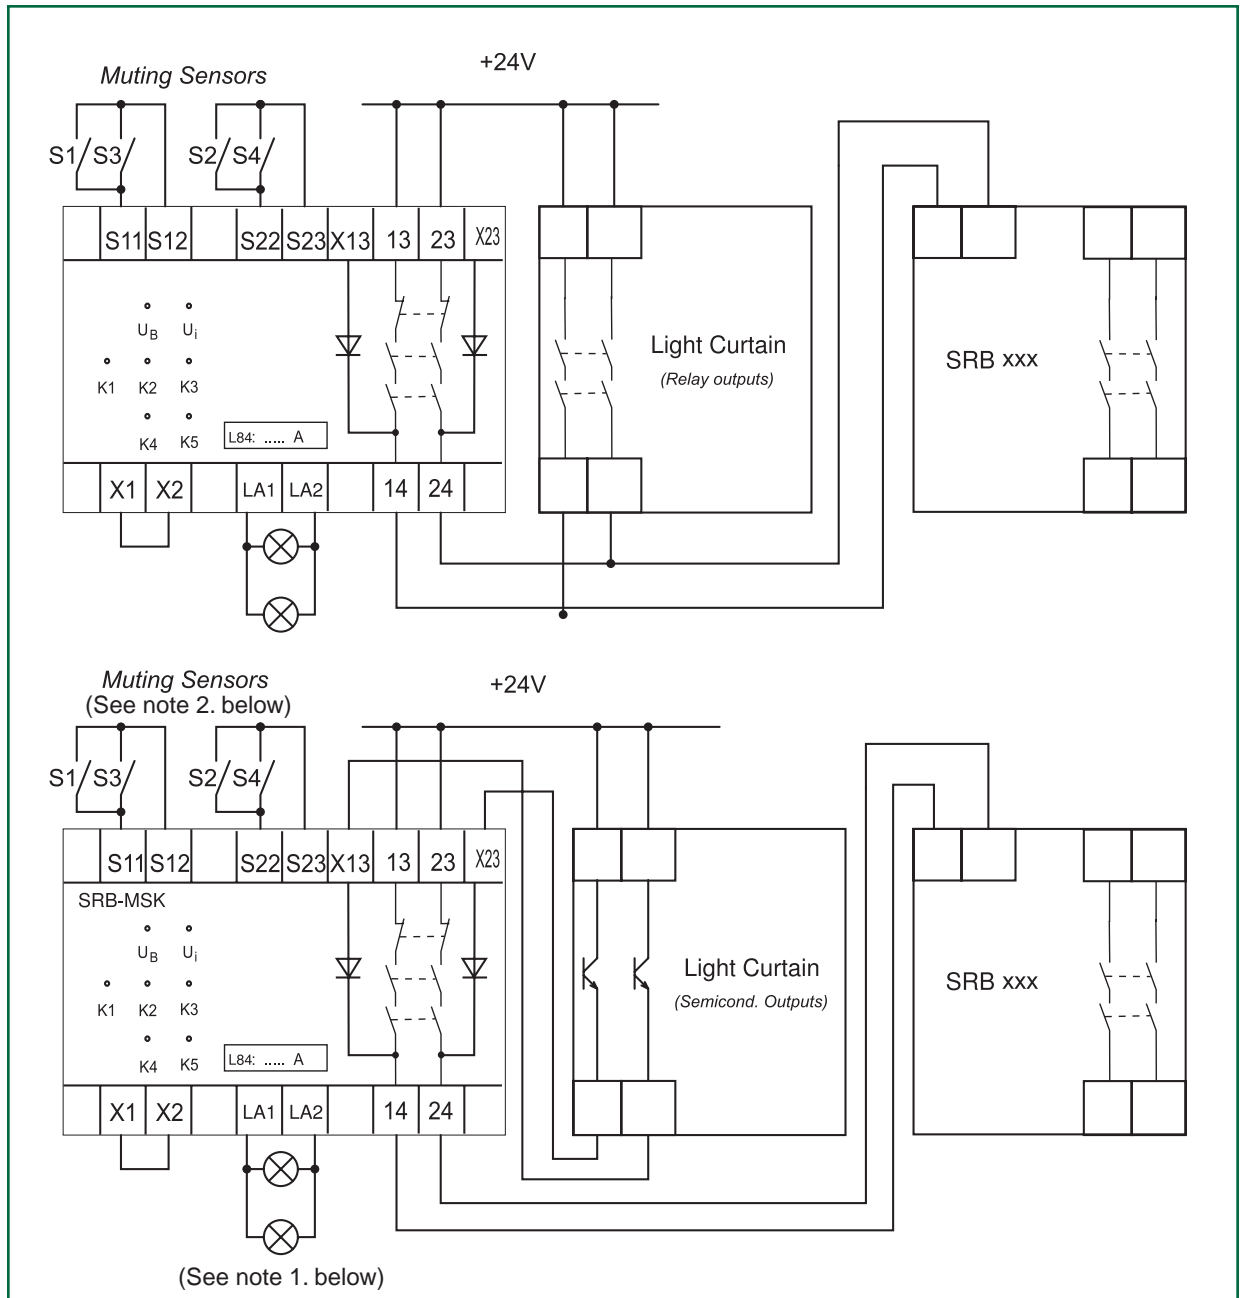 +24V
Muting Sensors
S1 S3 S2 S4
S11 S12 S22 S23 X13 13 23 X23
UB Ui
Light Curtain
(Relay outputs)
SRB xxx
K1 K2 K3
K4 K5
L84: ..... A
X1 X2 LA1 LA2 14 24
Muting Sensors
(See note 2. below)
+24V
S1 S3 S2 S4
S11 S12 S22 S23 X13 13 23 X23
SRB-MSK
UB Ui
Light Curtain
(Semicond. Outputs)
SRB xxx
K1 K2 K3
K4 K5
L84: ..... A
X1 X2 LA1 LA2 14 24
(See note 1. below)